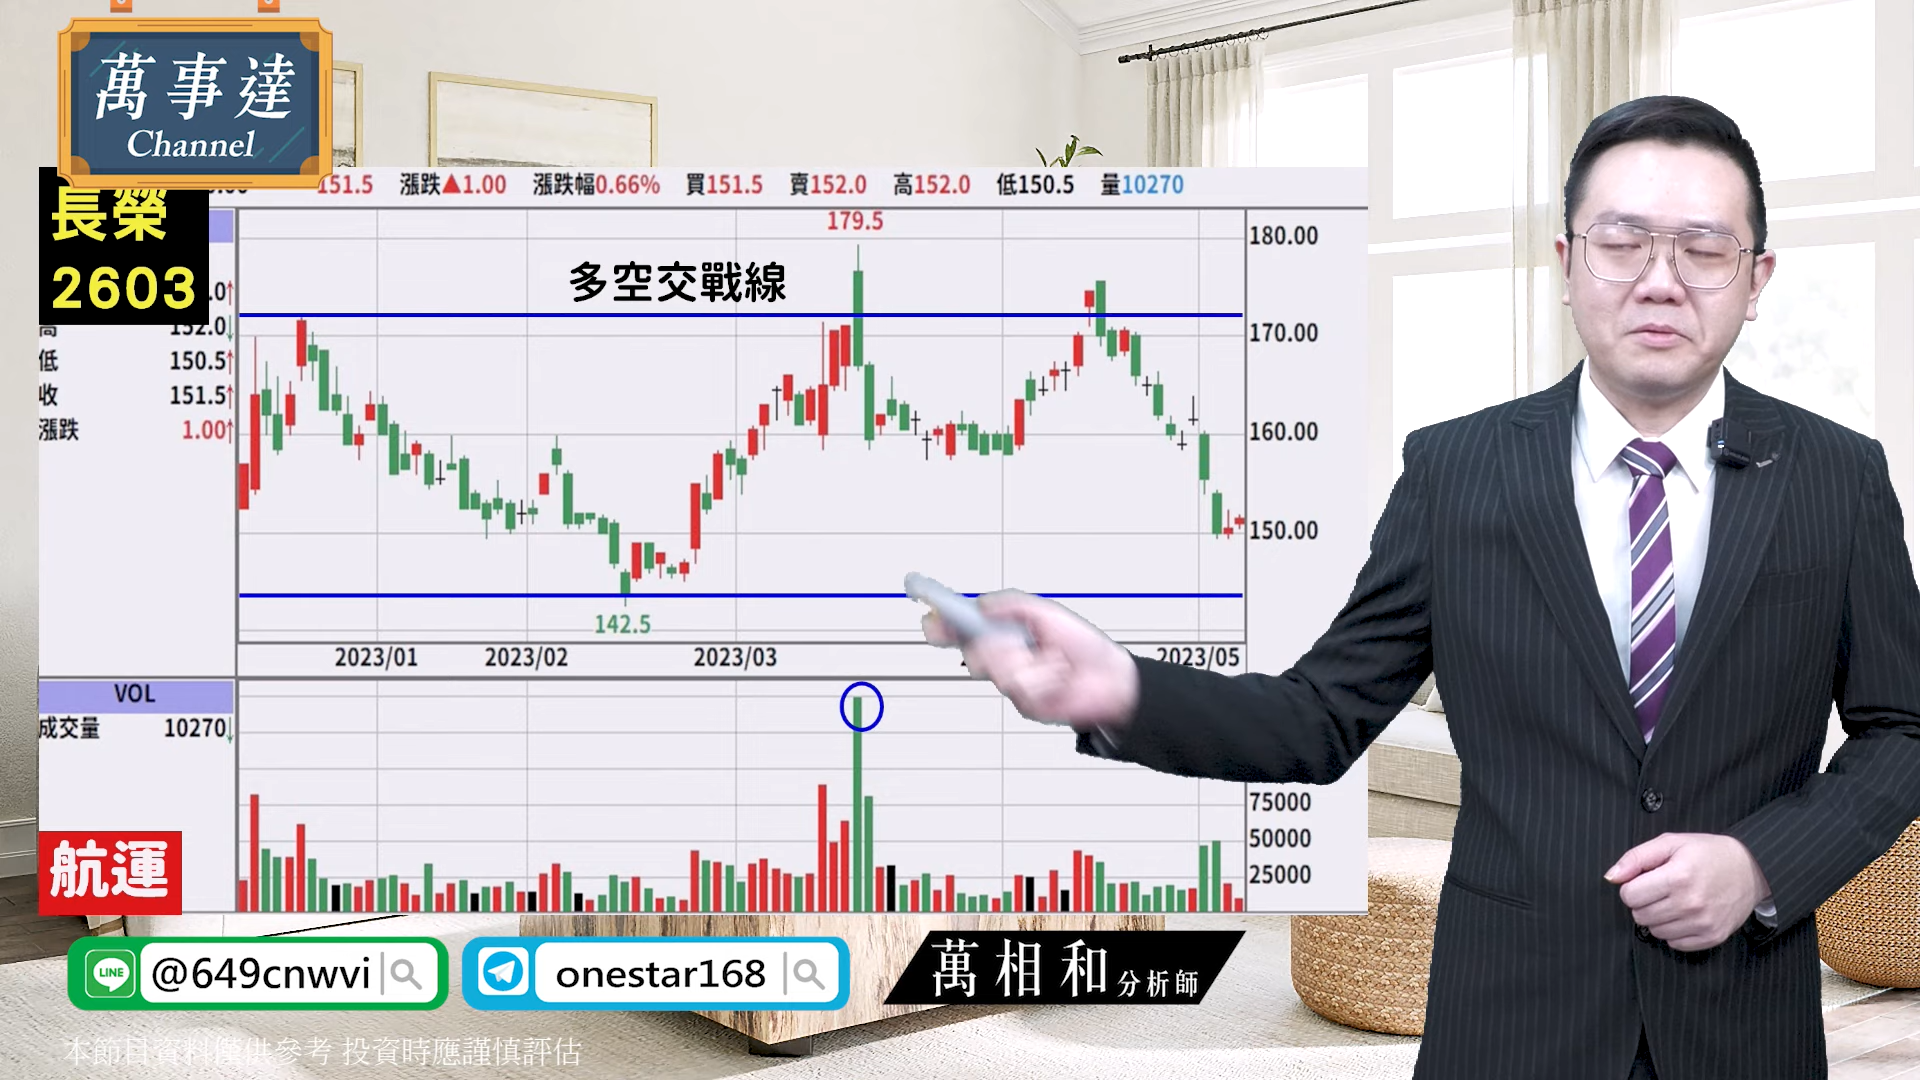 萬事達
Channel
151.5 漲跌▲1.00 漲跌幅0.66% 買151.5 賣152.0 高152.0 低150.5 量10270
長榮
2603
高 152.0↓
低 150.5↑
收 151.5↑
漲跌 1.00↑
179.5
多空交戰線
142.5
180.00
170.00
160.00
150.00
2023/01 2023/02 2023/03 2023/05
VOL
成交量 10270↓
75000
50000
25000
航運
LINE @649cnwvi
onestar168
萬相和 分析師
本節目資料僅供參考 投資時應謹慎評估